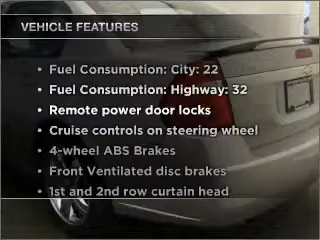 VEHICLE FEATURES
• Fuel Consumption: City: 22
• Fuel Consumption: Highway: 32
• Remote power door locks
• Cruise controls on steering wheel
• 4-wheel ABS Brakes
• Front Ventilated disc brakes
• 1st and 2nd row curtain head